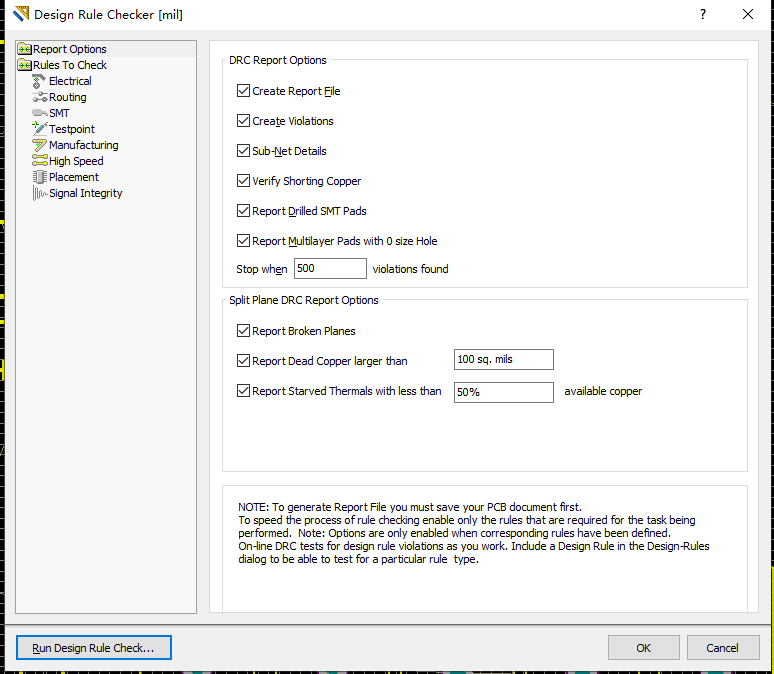 Design Rule Checker [mil]
?
Report Options
Rules To Check
Electrical
Routing
SMT
Testpoint
Manufacturing
High Speed
Placement
Signal Integrity
DRC Report Options
Create Report File
Create Violations
Sub-Net Details
Verify Shorting Copper
Report Drilled SMT Pads
Report Multilayer Pads with 0 size Hole
Stop when 500 violations found
Split Plane DRC Report Options
Report Broken Planes
Report Dead Copper larger than 100 sq. mils
Report Starved Thermals with less than 50% available copper
NOTE: To generate Report File you must save your PCB document first.
To speed the process of rule checking enable only the rules that are required for the task being
performed. Note: Options are only enabled when corresponding rules have been defined.
On-line DRC tests for design rule violations as you work. Include a Design Rule in the Design-Rules
dialog to be able to test for a particular rule type.
Run Design Rule Check... OK Cancel